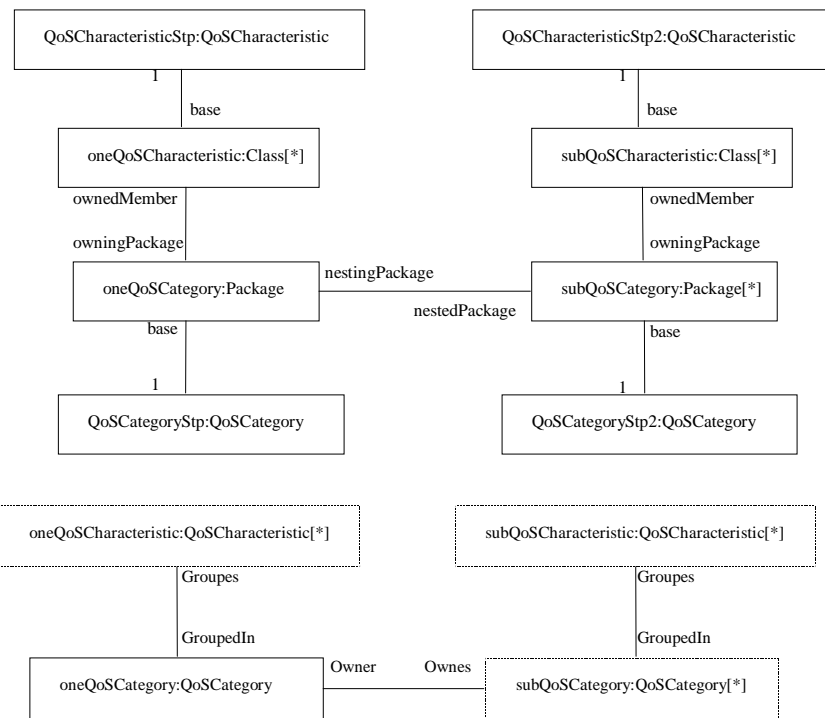 QoSCharacteristicStp:QoSCharacteristic
QoSCharacteristicStp2:QoSCharacteristic
1
1
base
base
oneQoSCharacteristic:Class[*]
subQoSCharacteristic:Class[*]
ownedMember
ownedMember
owningPackage
owningPackage
oneQoSCategory:Package
nestingPackage
nestedPackage
subQoSCategory:Package[*]
base
base
1
1
QoSCategoryStp:QoSCategory
QoSCategoryStp2:QoSCategory
oneQoSCharacteristic:QoSCharacteristic[*]
subQoSCharacteristic:QoSCharacteristic[*]
Groupes
Groupes
GroupedIn
GroupedIn
oneQoSCategory:QoSCategory
Owner
Ownes
subQoSCategory:QoSCategory[*]